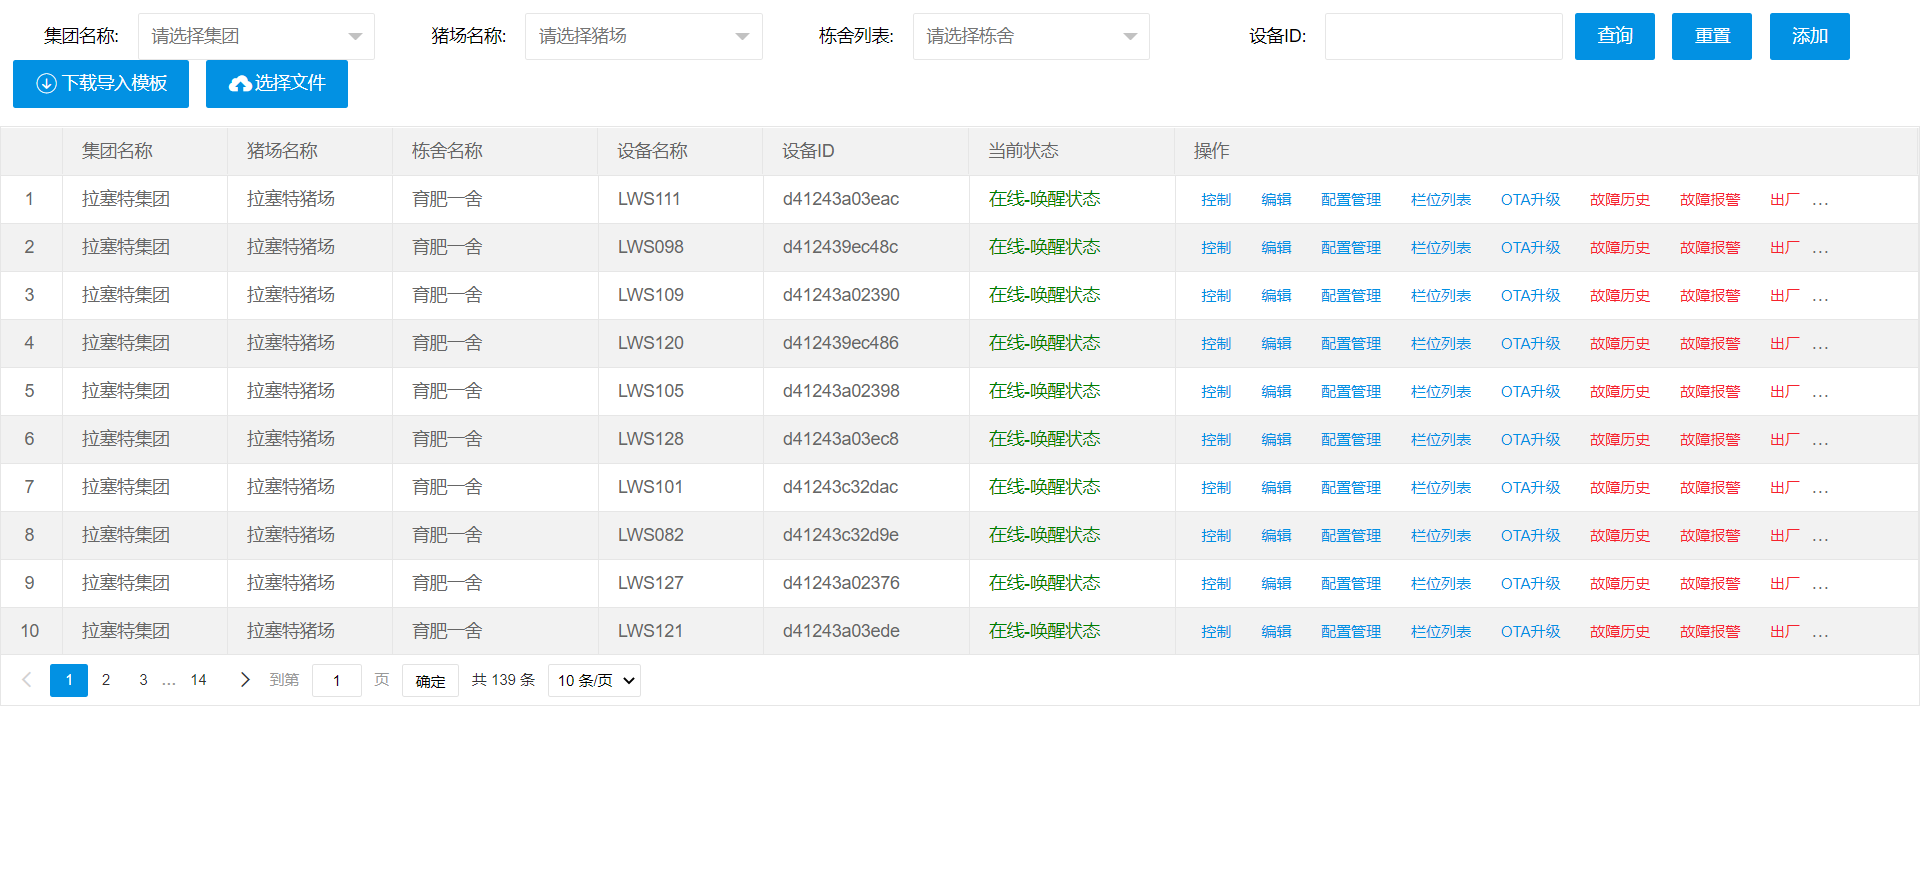 集团名称: 请选择集团 猪场名称: 请选择猪场 栋舍列表: 请选择栋舍 设备ID: 查询 重置 添加
下载导入模板 选择文件
集团名称 猪场名称 栋舍名称 设备名称 设备ID 当前状态 操作
1 拉塞特集团 拉塞特猪场 育肥一舍 LWS111 d41243a03eac 在线-唤醒状态 控制 编辑 配置管理 栏位列表 OTA升级 故障历史 故障报警 出厂 ...
2 拉塞特集团 拉塞特猪场 育肥一舍 LWS098 d412439ec48c 在线-唤醒状态 控制 编辑 配置管理 栏位列表 OTA升级 故障历史 故障报警 出厂 ...
3 拉塞特集团 拉塞特猪场 育肥一舍 LWS109 d41243a02390 在线-唤醒状态 控制 编辑 配置管理 栏位列表 OTA升级 故障历史 故障报警 出厂 ...
4 拉塞特集团 拉塞特猪场 育肥一舍 LWS120 d412439ec486 在线-唤醒状态 控制 编辑 配置管理 栏位列表 OTA升级 故障历史 故障报警 出厂 ...
5 拉塞特集团 拉塞特猪场 育肥一舍 LWS105 d41243a02398 在线-唤醒状态 控制 编辑 配置管理 栏位列表 OTA升级 故障历史 故障报警 出厂 ...
6 拉塞特集团 拉塞特猪场 育肥一舍 LWS128 d41243a03ec8 在线-唤醒状态 控制 编辑 配置管理 栏位列表 OTA升级 故障历史 故障报警 出厂 ...
7 拉塞特集团 拉塞特猪场 育肥一舍 LWS101 d41243c32dac 在线-唤醒状态 控制 编辑 配置管理 栏位列表 OTA升级 故障历史 故障报警 出厂 ...
8 拉塞特集团 拉塞特猪场 育肥一舍 LWS082 d41243c32d9e 在线-唤醒状态 控制 编辑 配置管理 栏位列表 OTA升级 故障历史 故障报警 出厂 ...
9 拉塞特集团 拉塞特猪场 育肥一舍 LWS127 d41243a02376 在线-唤醒状态 控制 编辑 配置管理 栏位列表 OTA升级 故障历史 故障报警 出厂 ...
10 拉塞特集团 拉塞特猪场 育肥一舍 LWS121 d41243a03ede 在线-唤醒状态 控制 编辑 配置管理 栏位列表 OTA升级 故障历史 故障报警 出厂 ...
1 2 3 ... 14 到第 1 页 确定 共 139 条 10 条/页